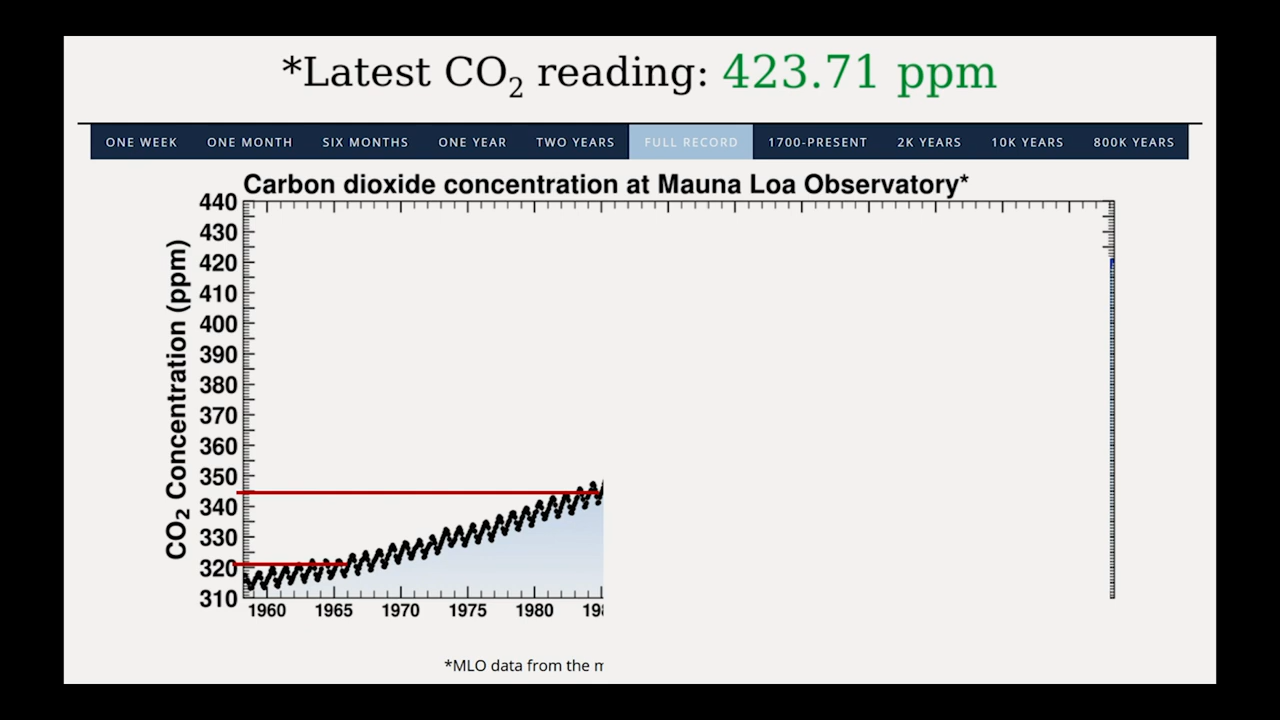 *Latest CO₂ reading: 423.71 ppm
ONE WEEK ONE MONTH SIX MONTHS ONE YEAR TWO YEARS FULL RECORD 1700-PRESENT 2K YEARS 10K YEARS 800K YEARS
Carbon dioxide concentration at Mauna Loa Observatory*
CO₂ Concentration (ppm)
440
430
420
410
400
390
380
370
360
350
340
330
320
310
1960 1965 1970 1975 1980 198
*MLO data from the m